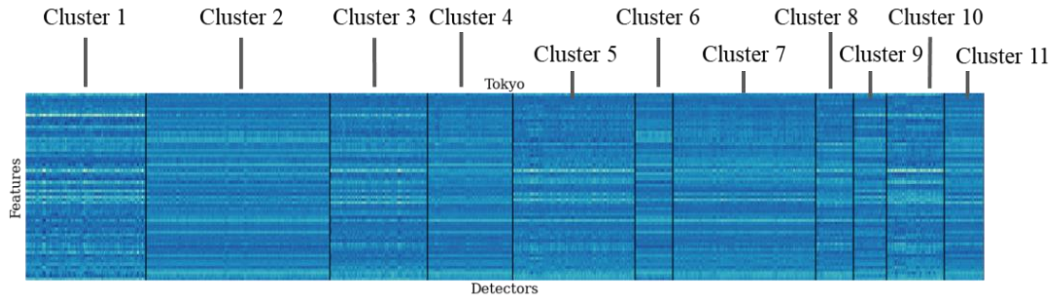 Cluster 1
Cluster 2
Cluster 3
Cluster 4
Cluster 6
Cluster 8
Cluster 10
Cluster 5
Cluster 7
Cluster 9
Cluster 11
Tokyo
Features
Detectors